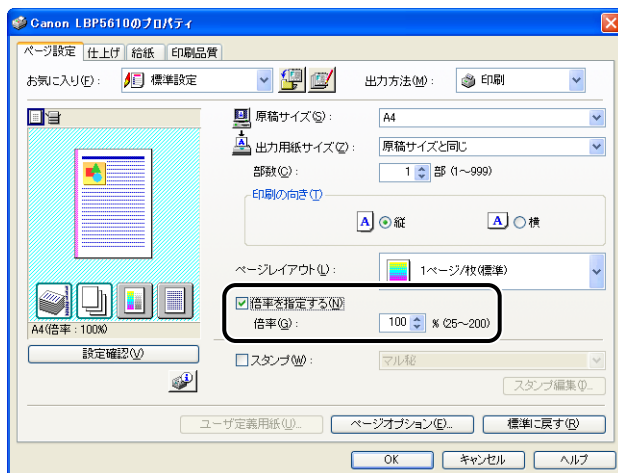 Canon LBP5610のプロパティ
ページ設定 仕上げ 給紙 印刷品質
お気に入り(F): 標準設定 出力方法(M): 印刷
原稿サイズ(S): A4
出力用紙サイズ(Z): 原稿サイズと同じ
部数(C): 1 部 (1~999)
印刷の向き(T)
A 縦 A 横
ページレイアウト(L): 1ページ/枚(標準)
倍率を指定する(N)
倍率(G): 100 % (25~200)
A4(倍率:100%)
設定確認(V)
スタンプ(W): マル秘
スタンプ編集(I)...
ユーザ定義用紙(U)... ページオプション(E)... 標準に戻す(R)
OK キャンセル ヘルプ